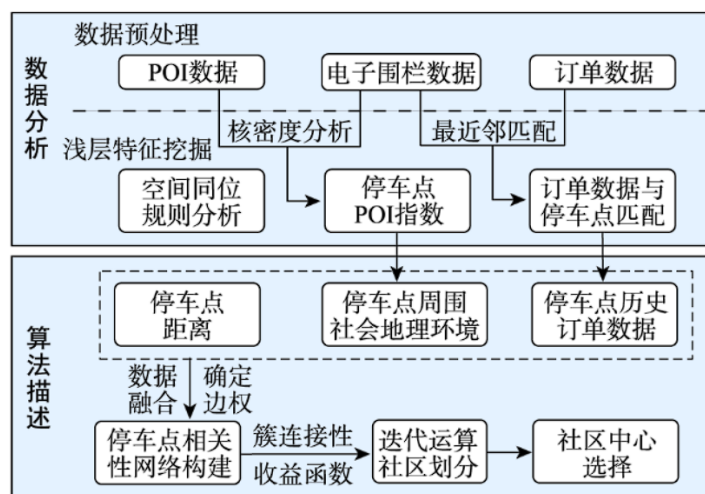 数据分析
数据预处理
POI数据
电子围栏数据
订单数据
核密度分析
最近邻匹配
浅层特征挖掘
空间同位
规则分析
停车点
POI指数
订单数据与
停车点匹配
算法描述
停车点
距离
停车点周围
社会地理环境
停车点历史
订单数据
数据
融合
确定
边权
停车点相关
性网络构建
簇连接性
收益函数
迭代运算
社区划分
社区中心
选择